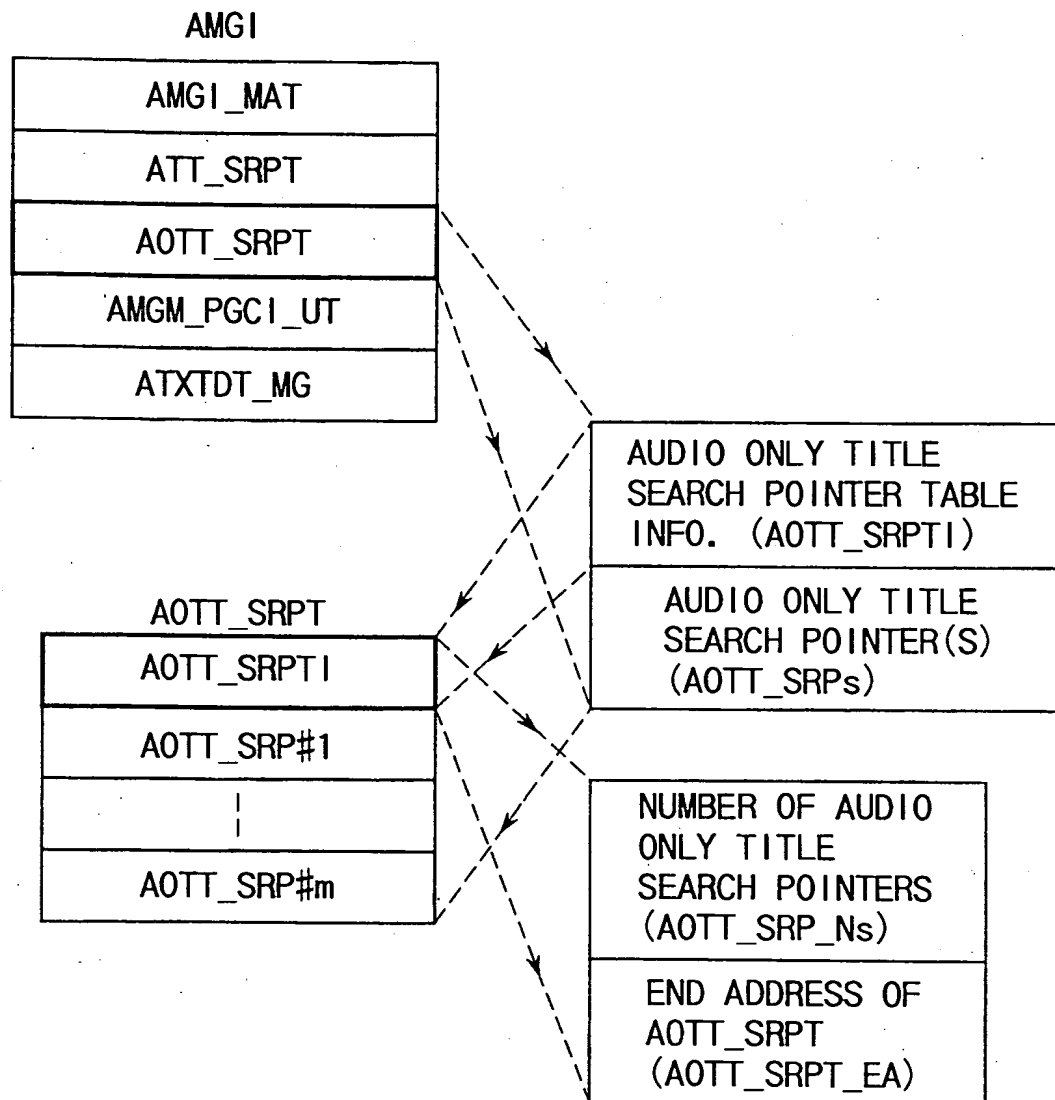 AMGI
AMGI_MAT
ATT_SRPT
AOTT_SRPT
AMGM_PGCI_UT
ATXTDT_MG
AUDIO ONLY TITLE
SEARCH POINTER TABLE
INFO. (AOTT_SRPTI)
AUDIO ONLY TITLE
SEARCH POINTER(S)
(AOTT_SRPs)
AOTT_SRPT
AOTT_SRPTI
AOTT_SRP#1
AOTT_SRP#m
NUMBER OF AUDIO
ONLY TITLE
SEARCH POINTERS
(AOTT_SRP_Ns)
END ADDRESS OF
AOTT_SRPT
(AOTT_SRPT_EA)